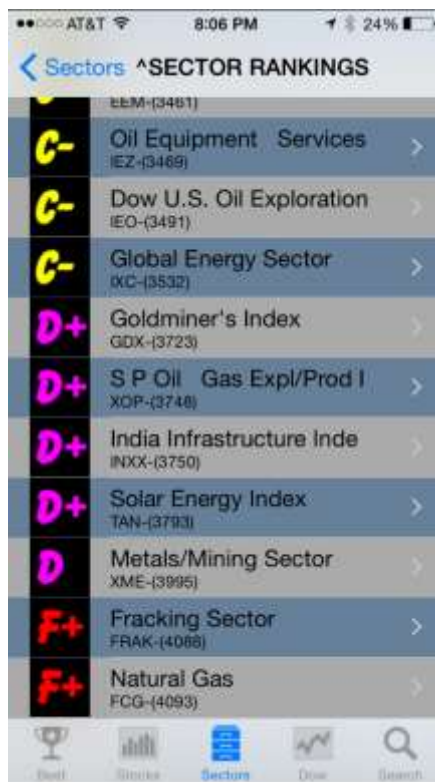 AT&T 8:06 PM 24%
Sectors ^SECTOR RANKINGS
EEM-(3461)
C-
Oil Equipment Services
IEZ-(3469)
C-
Dow U.S. Oil Exploration
IEO-(3491)
C-
Global Energy Sector
IXC-(3532)
D+
Goldminer's Index
GDX-(3723)
D+
S P Oil Gas Expl/Prod I
XOP-(3748)
D+
India Infrastructure Inde
INXX-(3750)
D+
Solar Energy Index
TAN-(3793)
D
Metals/Mining Sector
XME-(3995)
F+
Fracking Sector
FRAK-(4088)
F+
Natural Gas
FCG-(4093)
Best Stocks Sectors Dow Search